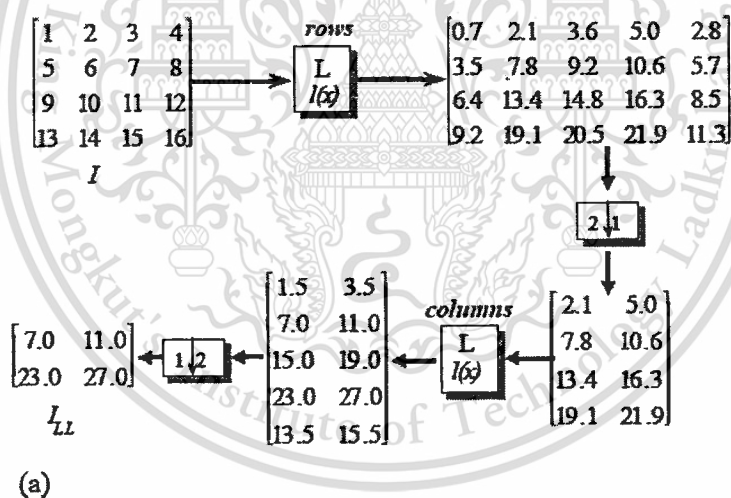 rows
1 2 3 4
5 6 7 8
9 10 11 12
13 14 15 16
I
L
l(x)
0.7 2.1 3.6 5.0 2.8
3.5 7.8 9.2 10.6 5.7
6.4 13.4 14.8 16.3 8.5
9.2 19.1 20.5 21.9 11.3
2 1
2.1 5.0
7.8 10.6
13.4 16.3
19.1 21.9
columns
L
l(x)
1.5 3.5
7.0 11.0
15.0 19.0
23.0 27.0
13.5 15.5
1 2
7.0 11.0
23.0 27.0
I_LL
(a)
Mongkut's Institute of Technology Ladk